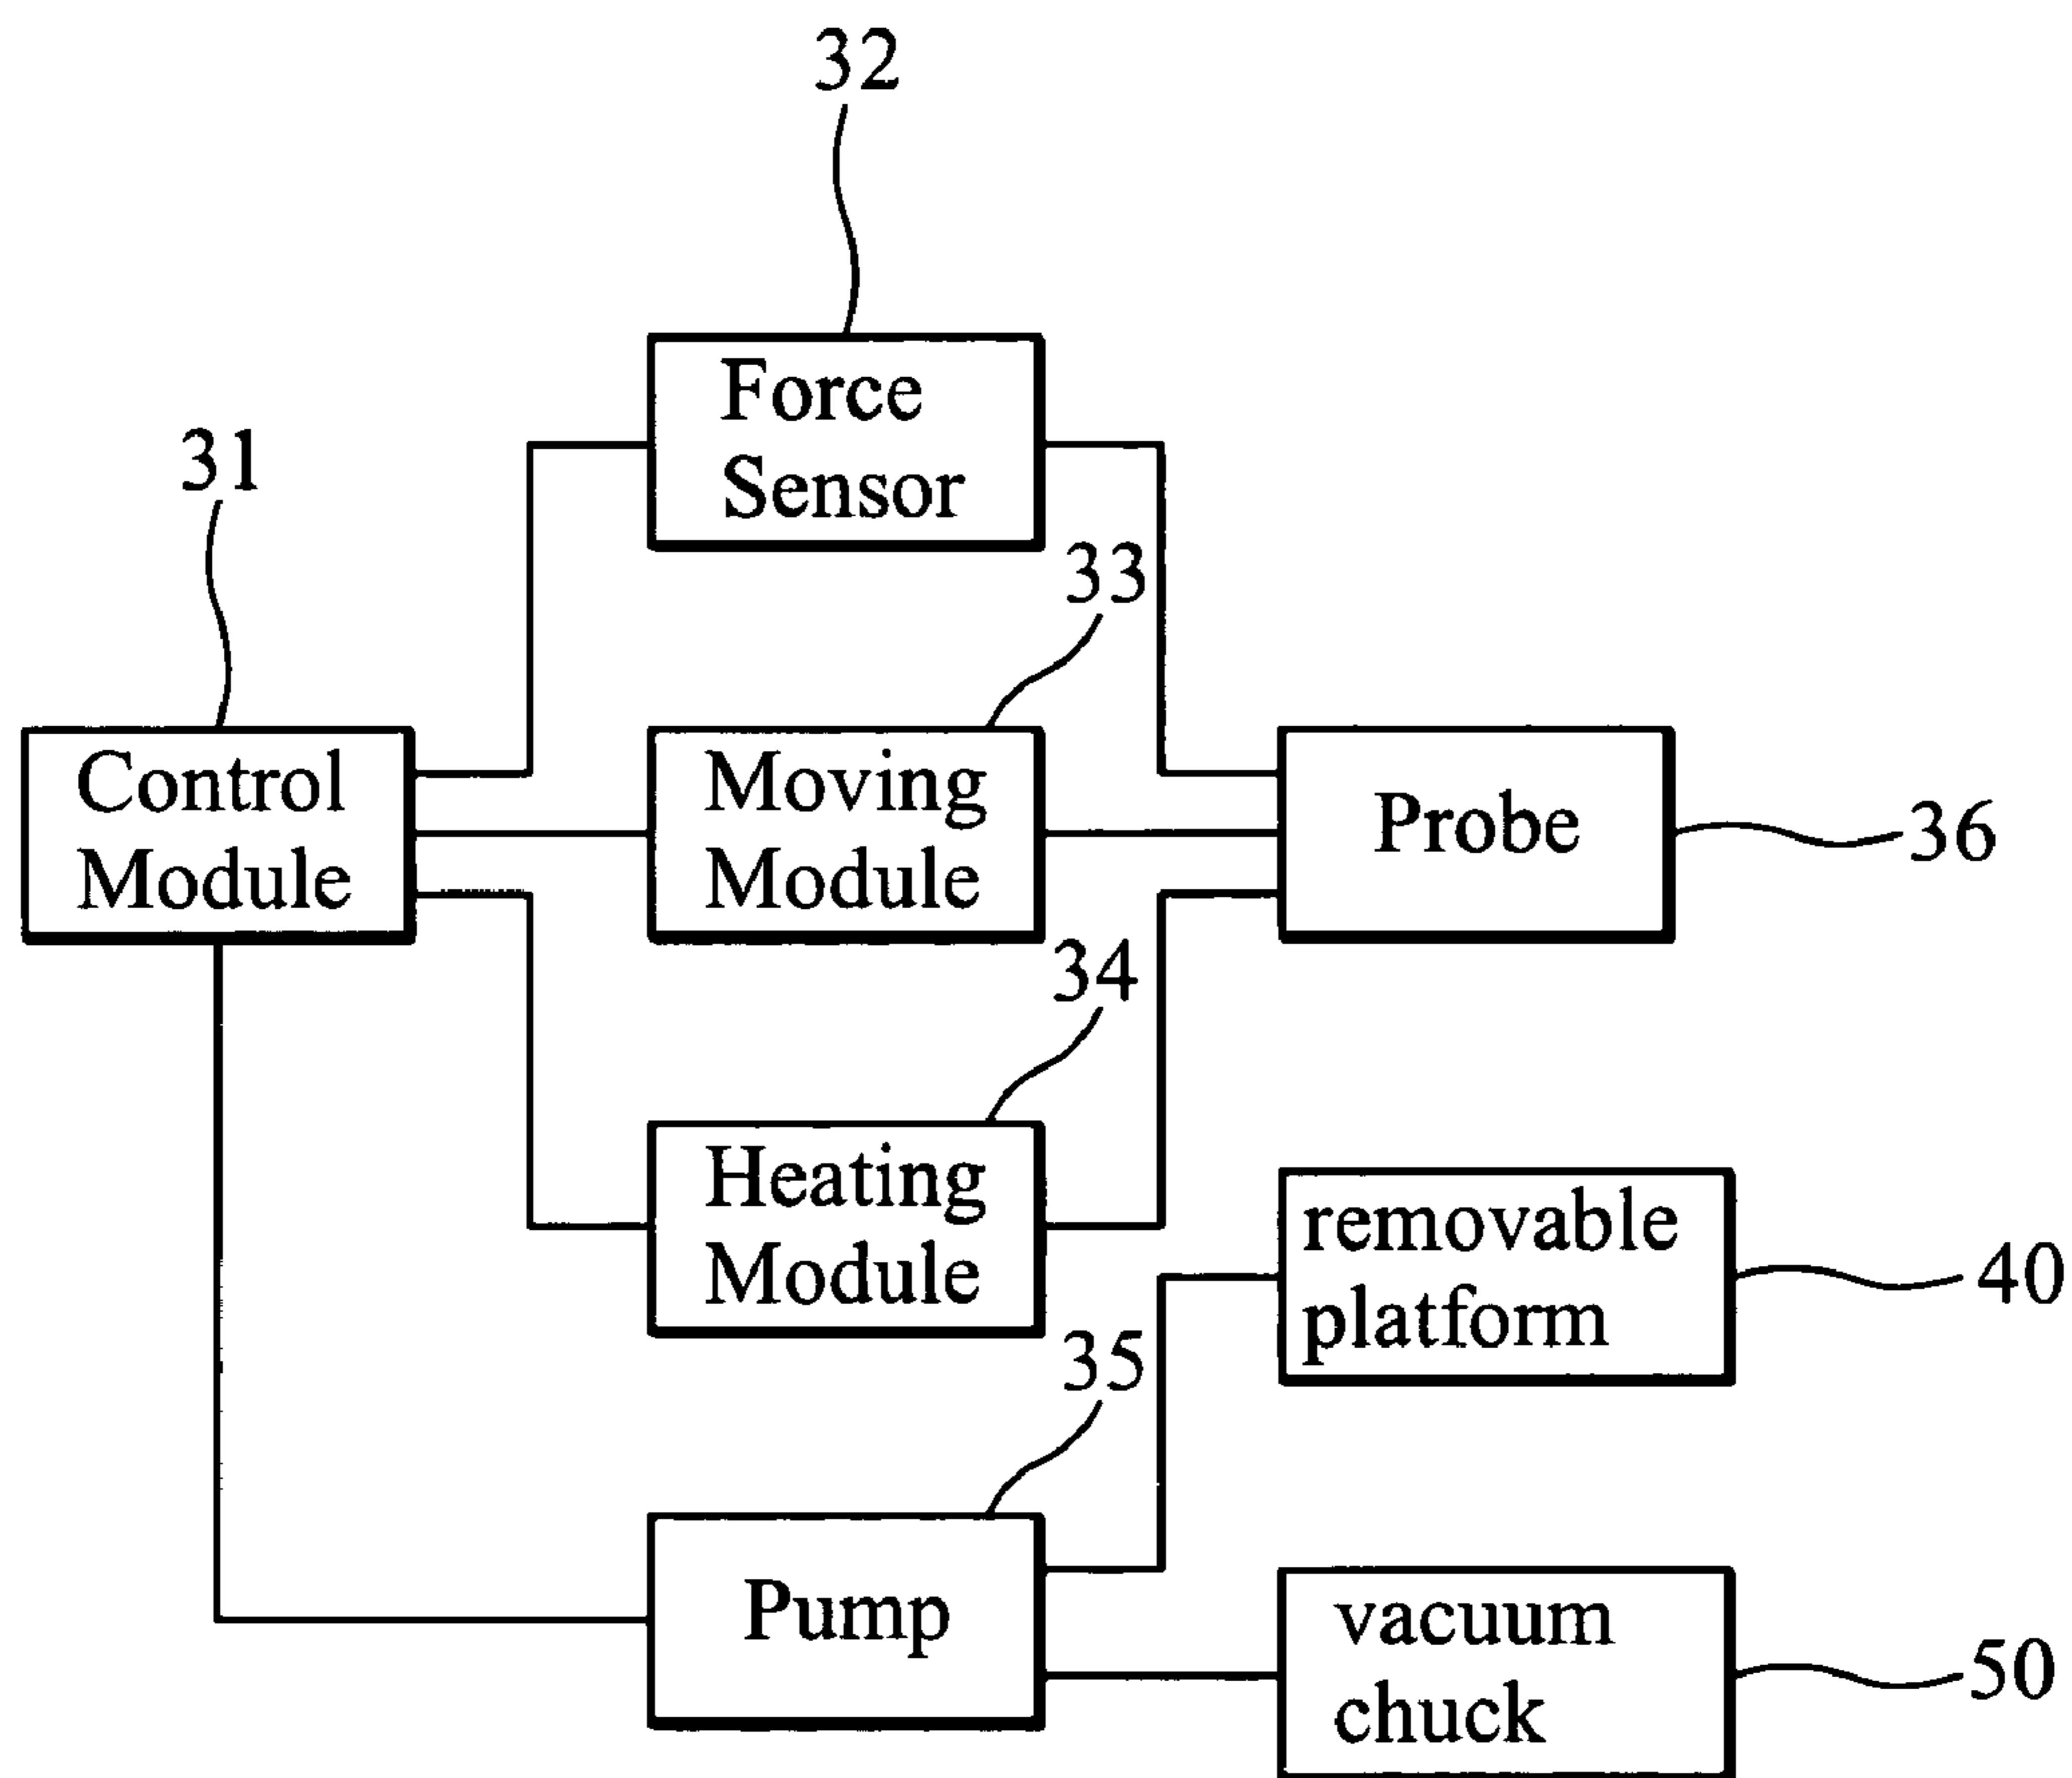 32
Force
Sensor
31
33
Control
Module
Moving
Module
Probe
36
34
Heating
Module
removable
platform
40
35
Pump
vacuum
chuck
50